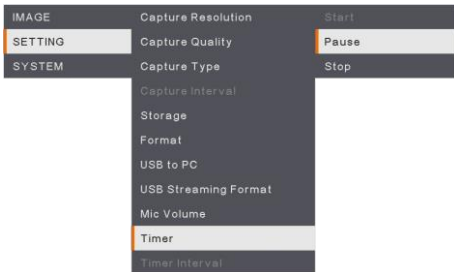 IMAGE
SETTING
SYSTEM
Capture Resolution
Capture Quality
Capture Type
Capture Interval
Storage
Format
USB to PC
USB Streaming Format
Mic Volume
Timer
Timer Interval
Start
Pause
Stop